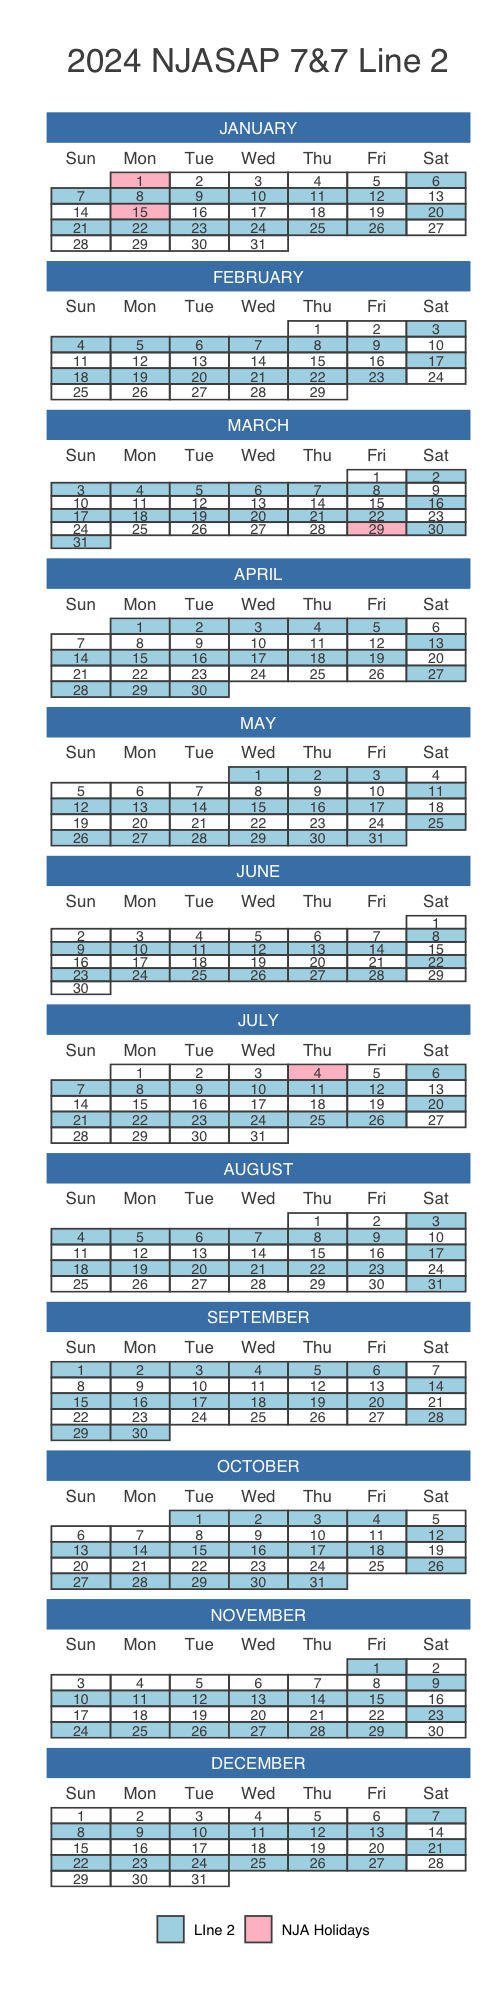 2024 NJASAP 7&7 Line 2
JANUARY
Sun Mon Tue Wed Thu Fri Sat
1 2 3 4 5 6
7 8 9 10 11 12 13
14 15 16 17 18 19 20
21 22 23 24 25 26 27
28 29 30 31
FEBRUARY
Sun Mon Tue Wed Thu Fri Sat
1 2 3
4 5 6 7 8 9 10
11 12 13 14 15 16 17
18 19 20 21 22 23 24
25 26 27 28 29
MARCH
Sun Mon Tue Wed Thu Fri Sat
1 2
3 4 5 6 7 8 9
10 11 12 13 14 15 16
17 18 19 20 21 22 23
24 25 26 27 28 29 30
31
APRIL
Sun Mon Tue Wed Thu Fri Sat
1 2 3 4 5 6
7 8 9 10 11 12 13
14 15 16 17 18 19 20
21 22 23 24 25 26 27
28 29 30
MAY
Sun Mon Tue Wed Thu Fri Sat
1 2 3 4
5 6 7 8 9 10 11
12 13 14 15 16 17 18
19 20 21 22 23 24 25
26 27 28 29 30 31
JUNE
Sun Mon Tue Wed Thu Fri Sat
1
2 3 4 5 6 7 8
9 10 11 12 13 14 15
16 17 18 19 20 21 22
23 24 25 26 27 28 29
30
JULY
Sun Mon Tue Wed Thu Fri Sat
1 2 3 4 5 6
7 8 9 10 11 12 13
14 15 16 17 18 19 20
21 22 23 24 25 26 27
28 29 30 31
AUGUST
Sun Mon Tue Wed Thu Fri Sat
1 2 3
4 5 6 7 8 9 10
11 12 13 14 15 16 17
18 19 20 21 22 23 24
25 26 27 28 29 30 31
SEPTEMBER
Sun Mon Tue Wed Thu Fri Sat
1 2 3 4 5 6 7
8 9 10 11 12 13 14
15 16 17 18 19 20 21
22 23 24 25 26 27 28
29 30
OCTOBER
Sun Mon Tue Wed Thu Fri Sat
1 2 3 4 5
6 7 8 9 10 11 12
13 14 15 16 17 18 19
20 21 22 23 24 25 26
27 28 29 30 31
NOVEMBER
Sun Mon Tue Wed Thu Fri Sat
1 2
3 4 5 6 7 8 9
10 11 12 13 14 15 16
17 18 19 20 21 22 23
24 25 26 27 28 29 30
DECEMBER
Sun Mon Tue Wed Thu Fri Sat
1 2 3 4 5 6 7
8 9 10 11 12 13 14
15 16 17 18 19 20 21
22 23 24 25 26 27 28
29 30 31
LIne 2 NJA Holidays